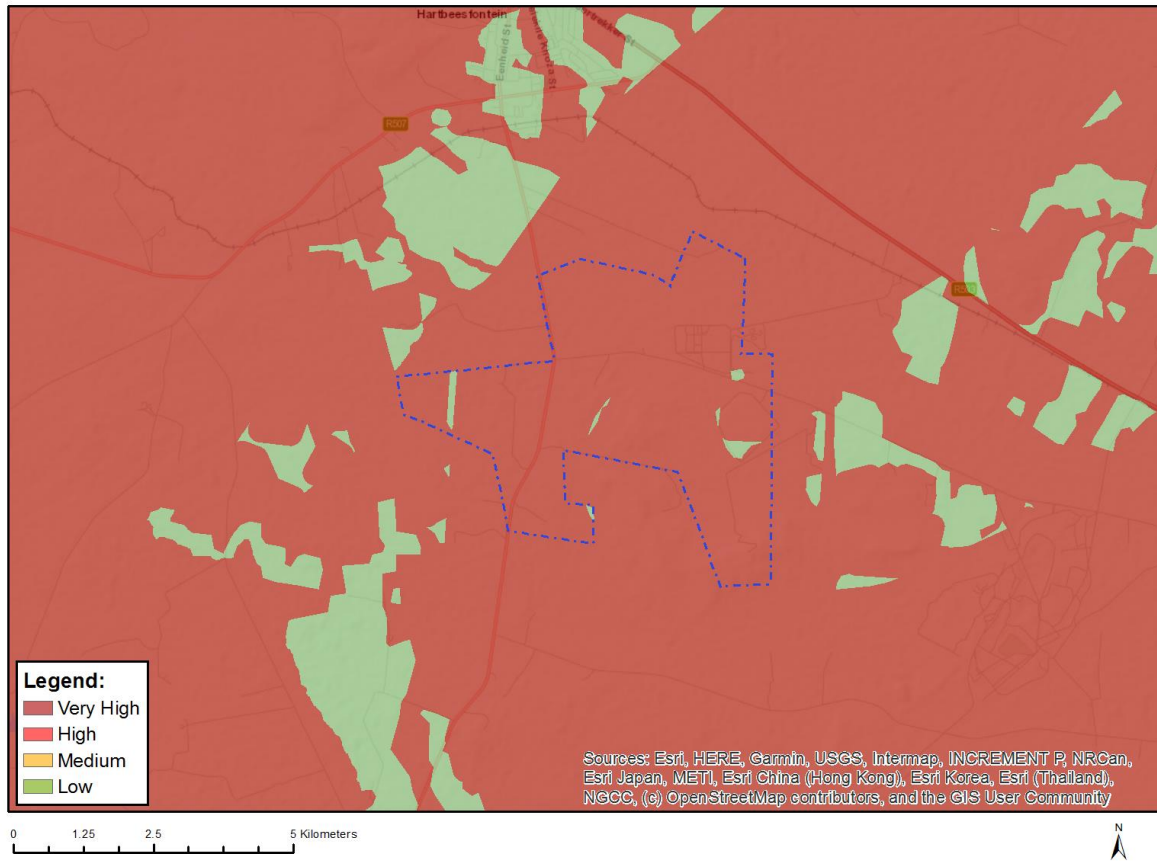 Hartbeesfontein
Eenheid St
R507
Legend:
Very High
High
Medium
Low
Sources: Esri, HERE, Garmin, USGS, Intermap, INCREMENT P, NRCan,
Esri Japan, METI, Esri China (Hong Kong), Esri Korea, Esri (Thailand),
NGCC, (c) OpenStreetMap contributors, and the GIS User Community
0 1.25 2.5 5 Kilometers
N